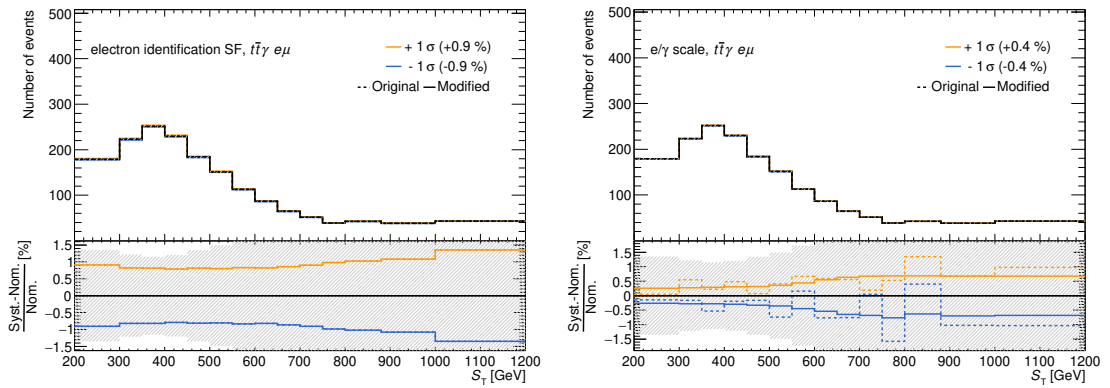 Number of events
500
400
300
200
100
electron identification SF, tt̄γ eμ
+ 1 σ (+0.9 %)
- 1 σ (-0.9 %)
Original Modified
Syst.-Nom.
Nom.
[%]
1.5
1.0
0.5
0
−0.5
−1.0
−1.5
200 300 400 500 600 700 800 900 1000 1100 1200
S_T [GeV]
Number of events
500
400
300
200
100
e/γ scale, tt̄γ eμ
+ 1 σ (+0.4 %)
- 1 σ (-0.4 %)
Original Modified
Syst.-Nom.
Nom.
[%]
1.5
1.0
0.5
0
−0.5
−1.0
−1.5
200 300 400 500 600 700 800 900 1000 1100 1200
S_T [GeV]